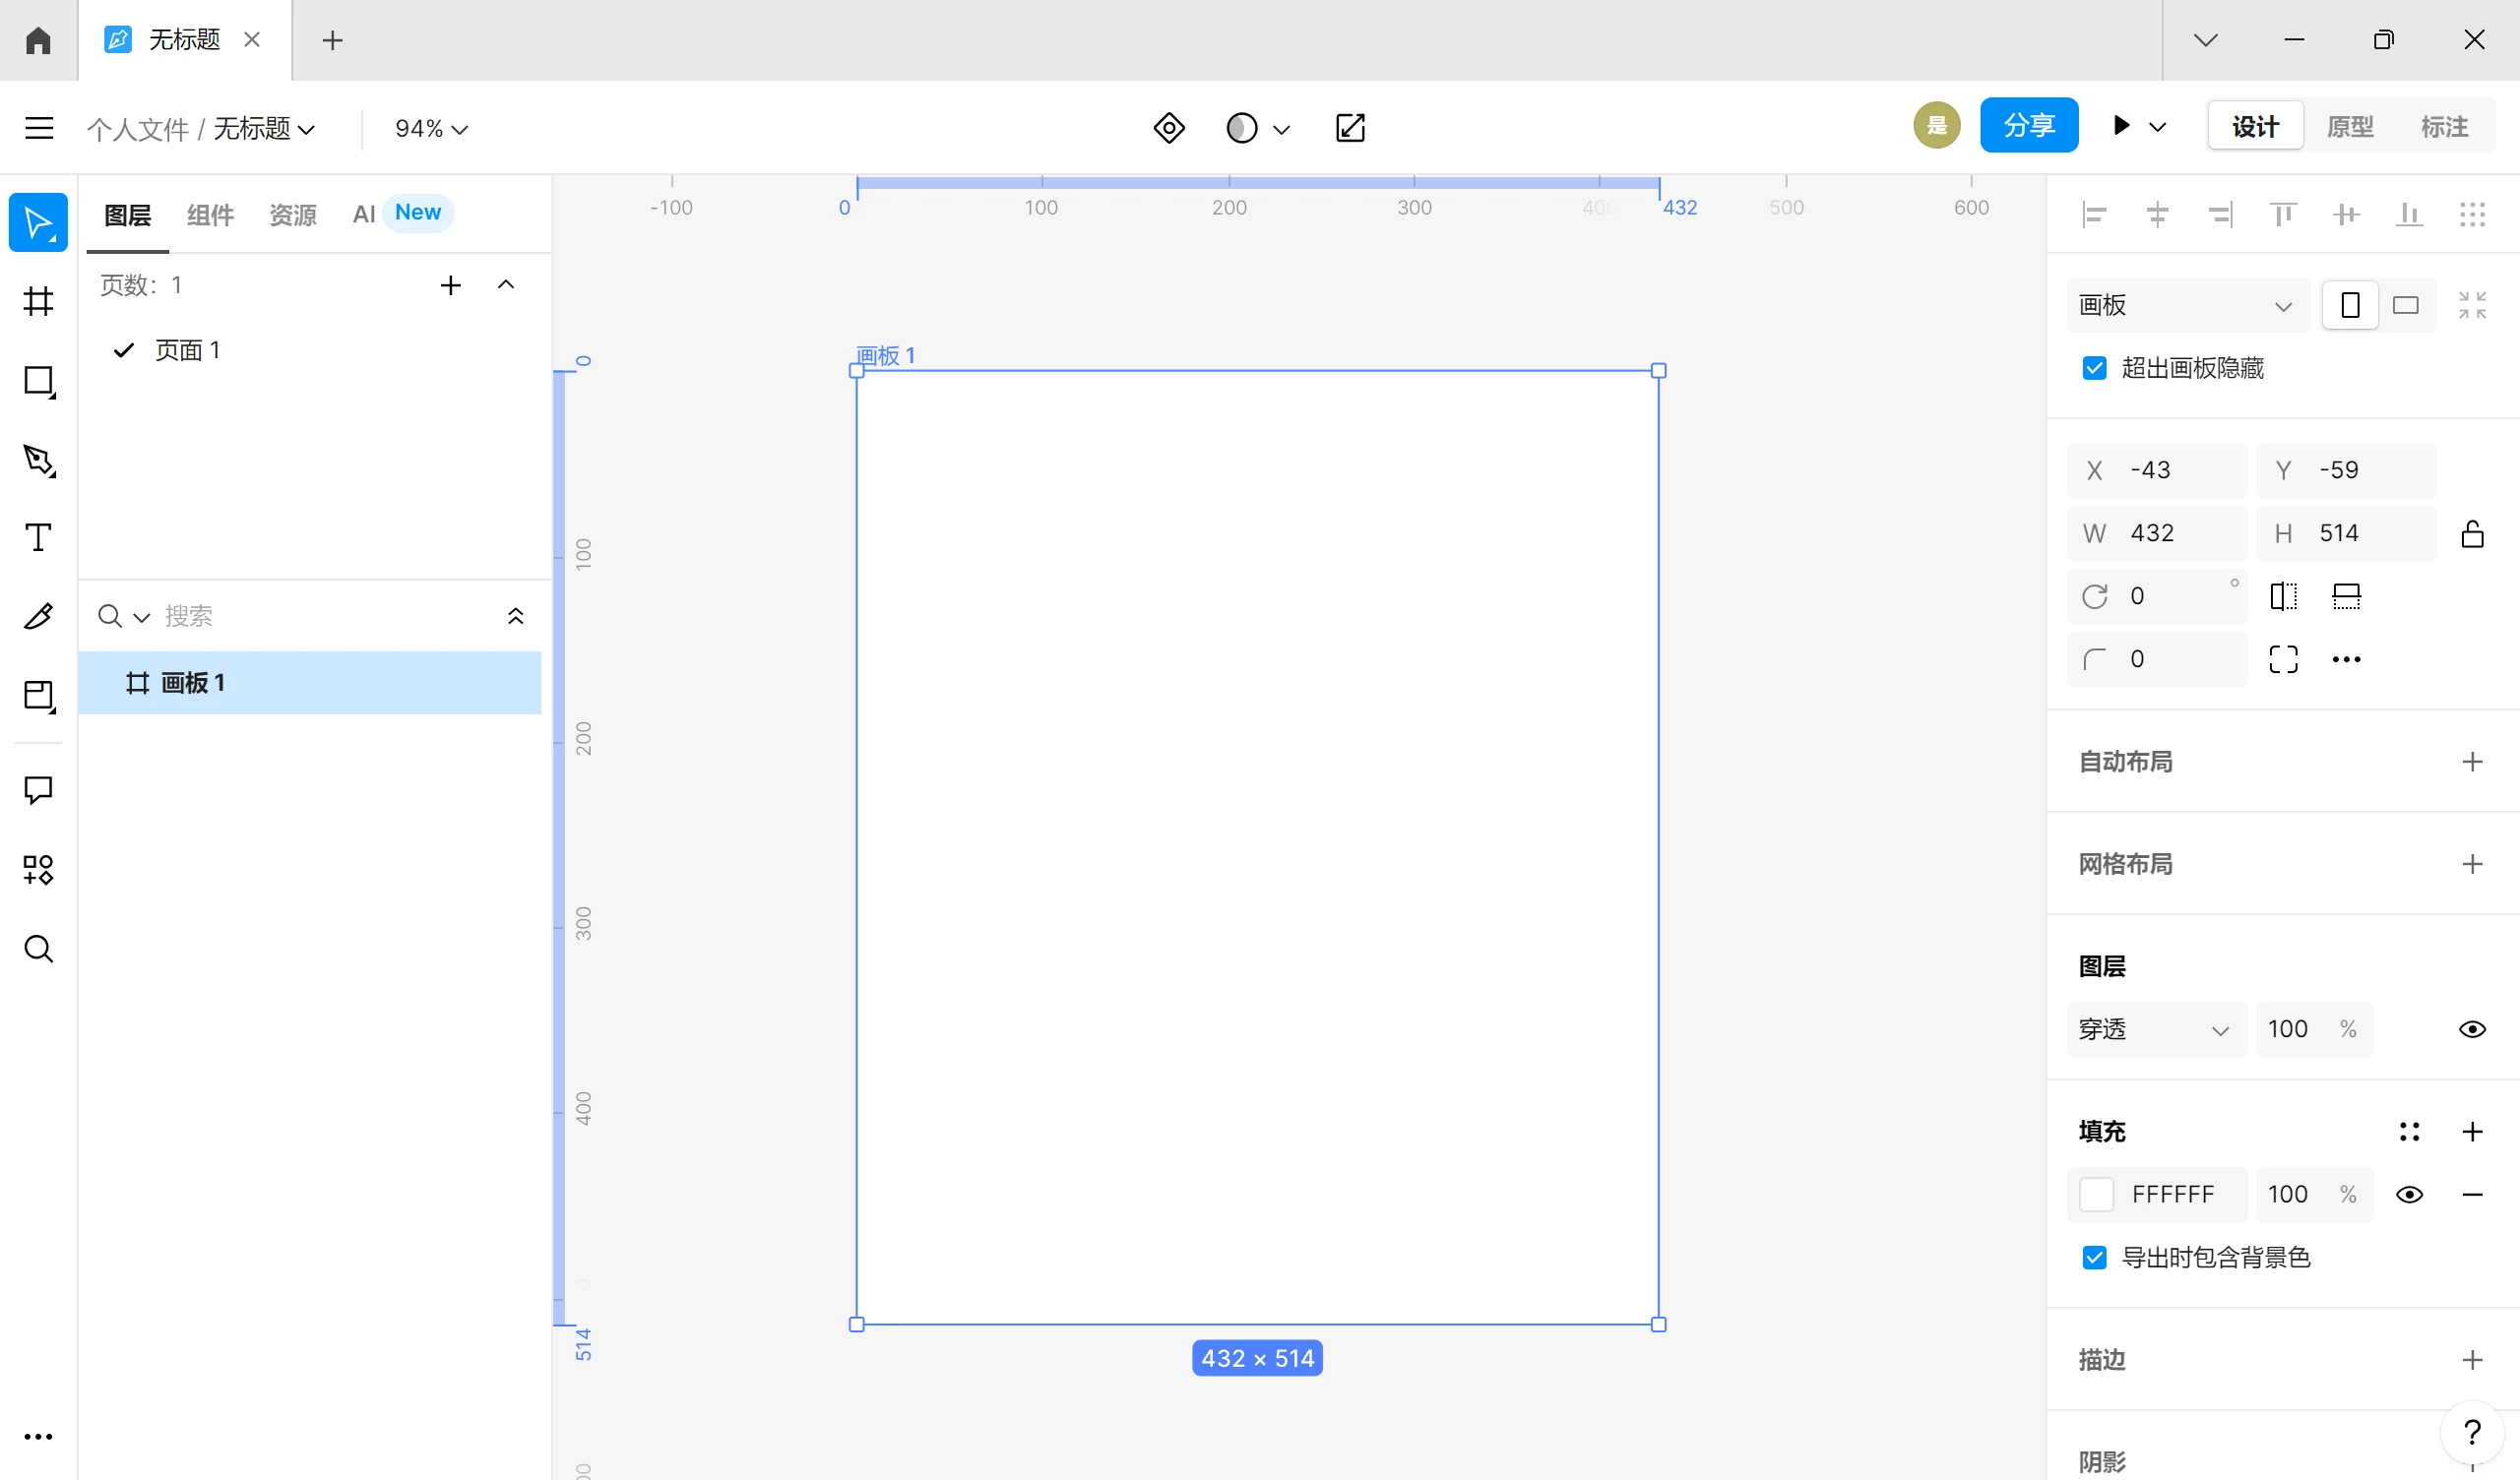 无标题
个人文件 / 无标题
94%
是
分享
设计
原型
标注
图层
组件
资源
AI
New
页数：1
页面 1
搜索
画板 1
-100
0
100
200
300
400
432
500
600
0
100
200
300
400
514
画板 1
432 × 514
画板
超出画板隐藏
X -43
Y -59
W 432
H 514
0 °
0
自动布局
网格布局
图层
穿透
100 %
填充
FFFFFF
100 %
导出时包含背景色
描边
阴影
?